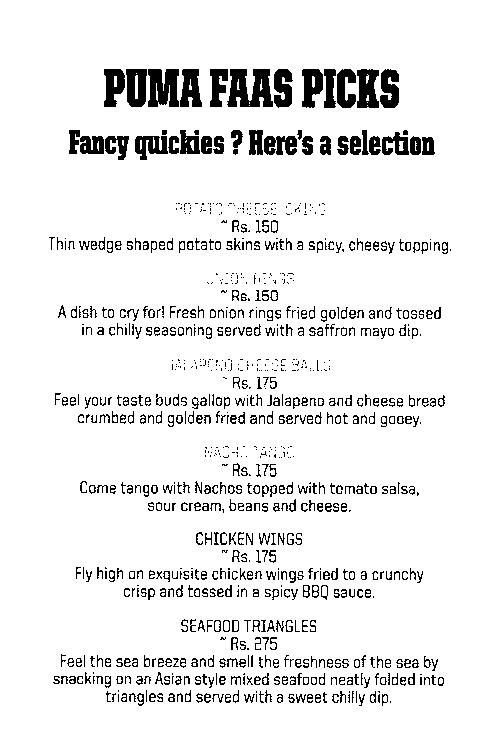 PUMA FAAS PICKS
Fancy quickies ? Here's a selection
POTATO CHEESE SKINS
~ Rs. 150
Thin wedge shaped potato skins with a spicy, cheesy topping.
ONION RINGS
~ Rs. 150
A dish to cry for! Fresh onion rings fried golden and tossed
in a chilly seasoning served with a saffron mayo dip.
JALAPENO CHEESE BALLS
~ Rs. 175
Feel your taste buds gallop with Jalapeno and cheese bread
crumbed and golden fried and served hot and gooey.
NACHO TANGO
~ Rs. 175
Come tango with Nachos topped with tomato salsa,
sour cream, beans and cheese.
CHICKEN WINGS
~ Rs. 175
Fly high on exquisite chicken wings fried to a crunchy
crisp and tossed in a spicy BBQ sauce.
SEAFOOD TRIANGLES
~ Rs. 275
Feel the sea breeze and smell the freshness of the sea by
snacking on an Asian style mixed seafood neatly folded into
triangles and served with a sweet chilly dip.